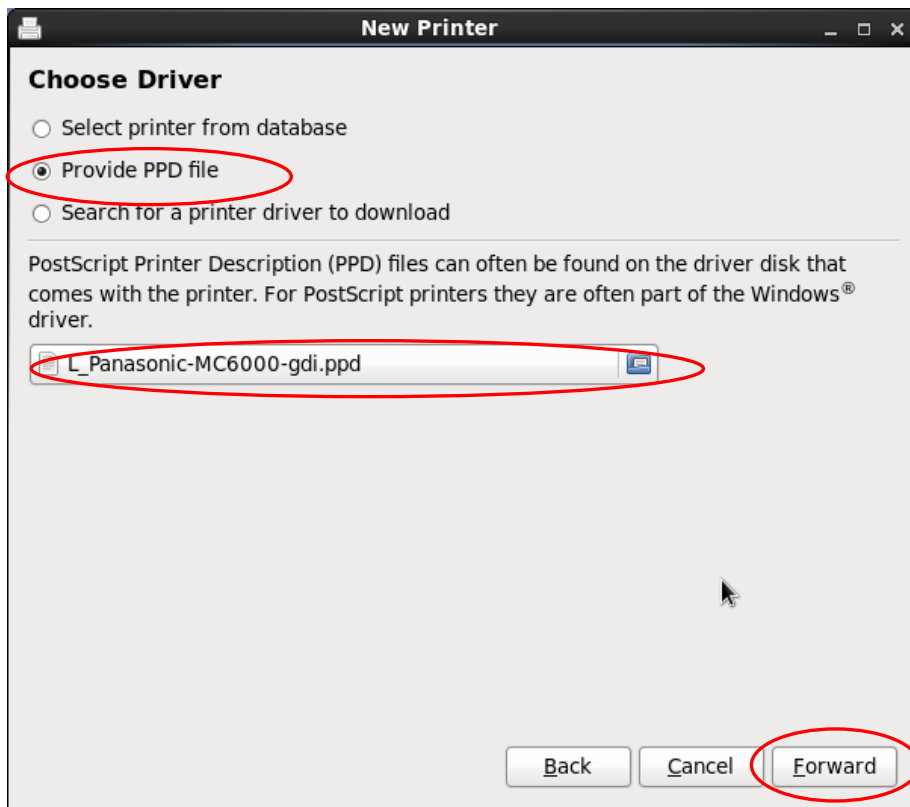 New Printer
Choose Driver
Select printer from database
Provide PPD file
Search for a printer driver to download
PostScript Printer Description (PPD) files can often be found on the driver disk that
comes with the printer. For PostScript printers they are often part of the Windows®
driver.
L_Panasonic-MC6000-gdi.ppd
Back Cancel Forward